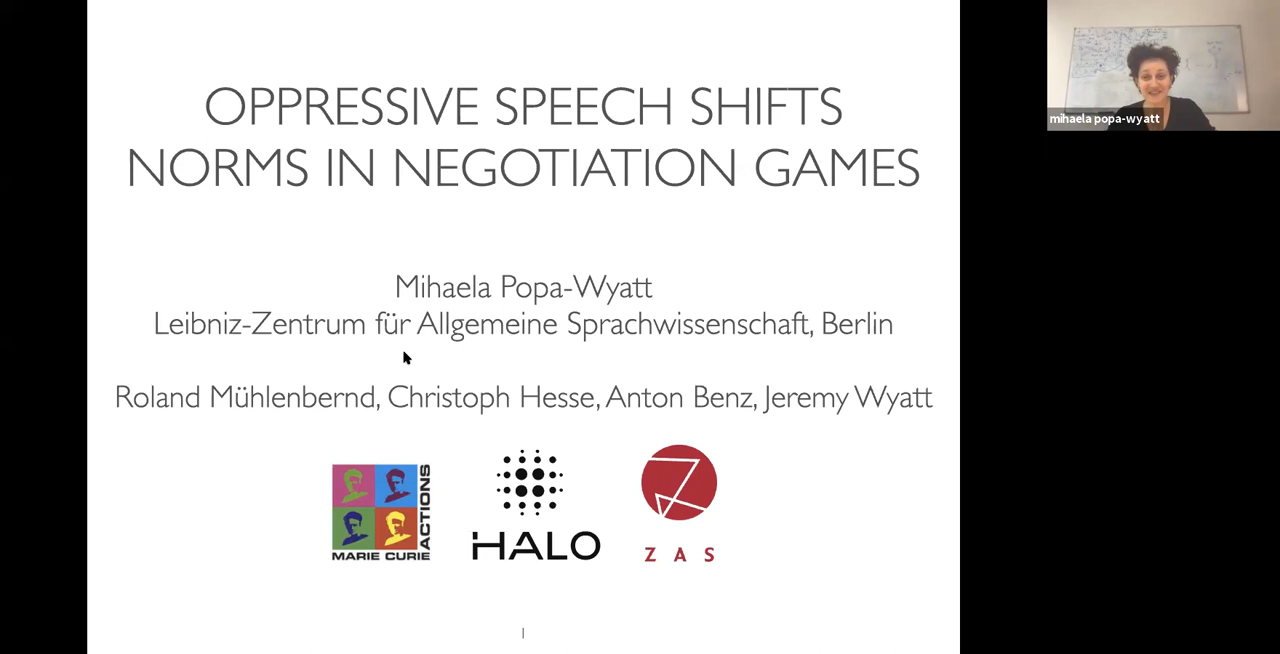 OPPRESSIVE SPEECH SHIFTS
NORMS IN NEGOTIATION GAMES
Mihaela Popa-Wyatt
Leibniz-Zentrum für Allgemeine Sprachwissenschaft, Berlin
Roland Mühlenbernd, Christoph Hesse, Anton Benz, Jeremy Wyatt
MARIE CURIE
ACTIONS
HALO
ZAS
1
mihaela popa-wyatt